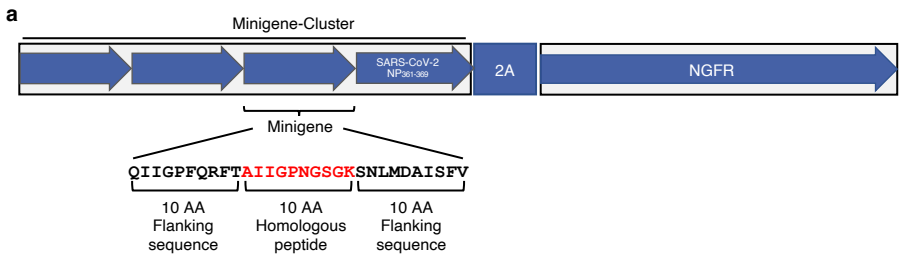 a
Minigene-Cluster
SARS-CoV-2
NP361-369
2A
NGFR
Minigene
QIIGPFQRFTAIIGPNGSGKSNLMDAISFV
10 AA
Flanking
sequence
10 AA
Homologous
peptide
10 AA
Flanking
sequence